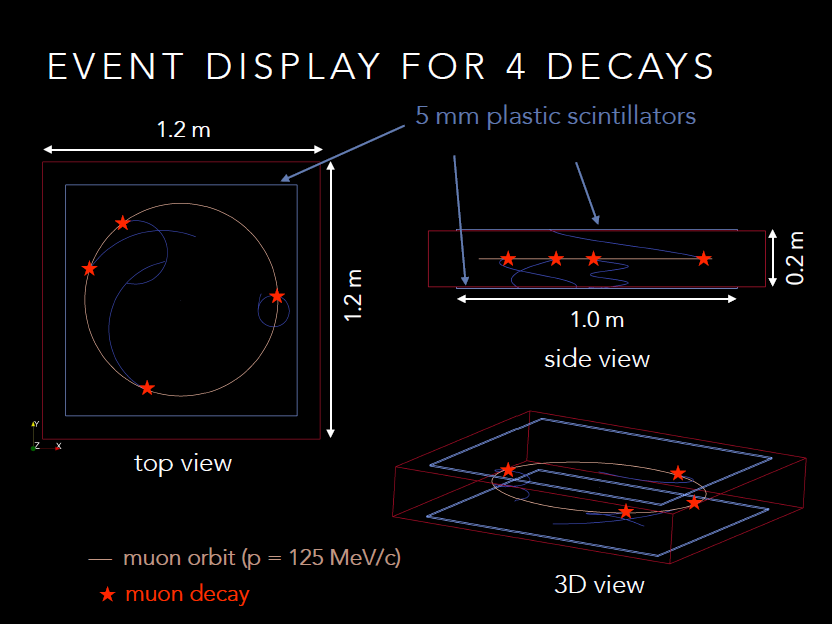 EVENT DISPLAY FOR 4 DECAYS
5 mm plastic scintillators
1.2 m
1.2 m
0.2 m
1.0 m
side view
Y
Z X
top view
muon orbit (p = 125 MeV/c)
muon decay
3D view